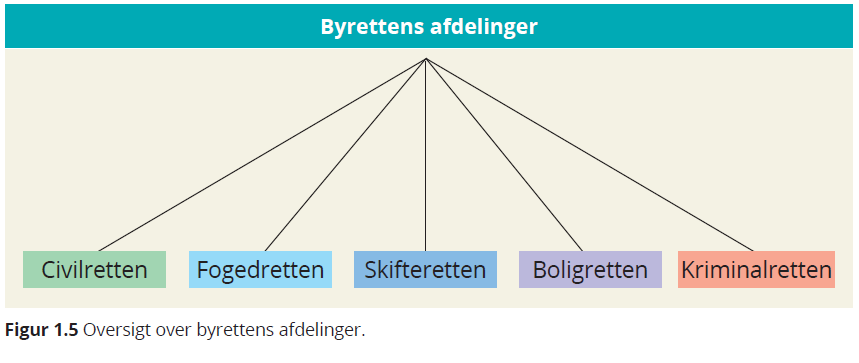 Byrettens afdelinger
Civilretten Fogedretten Skifteretten Boligretten Kriminalretten
Figur 1.5 Oversigt over byrettens afdelinger.